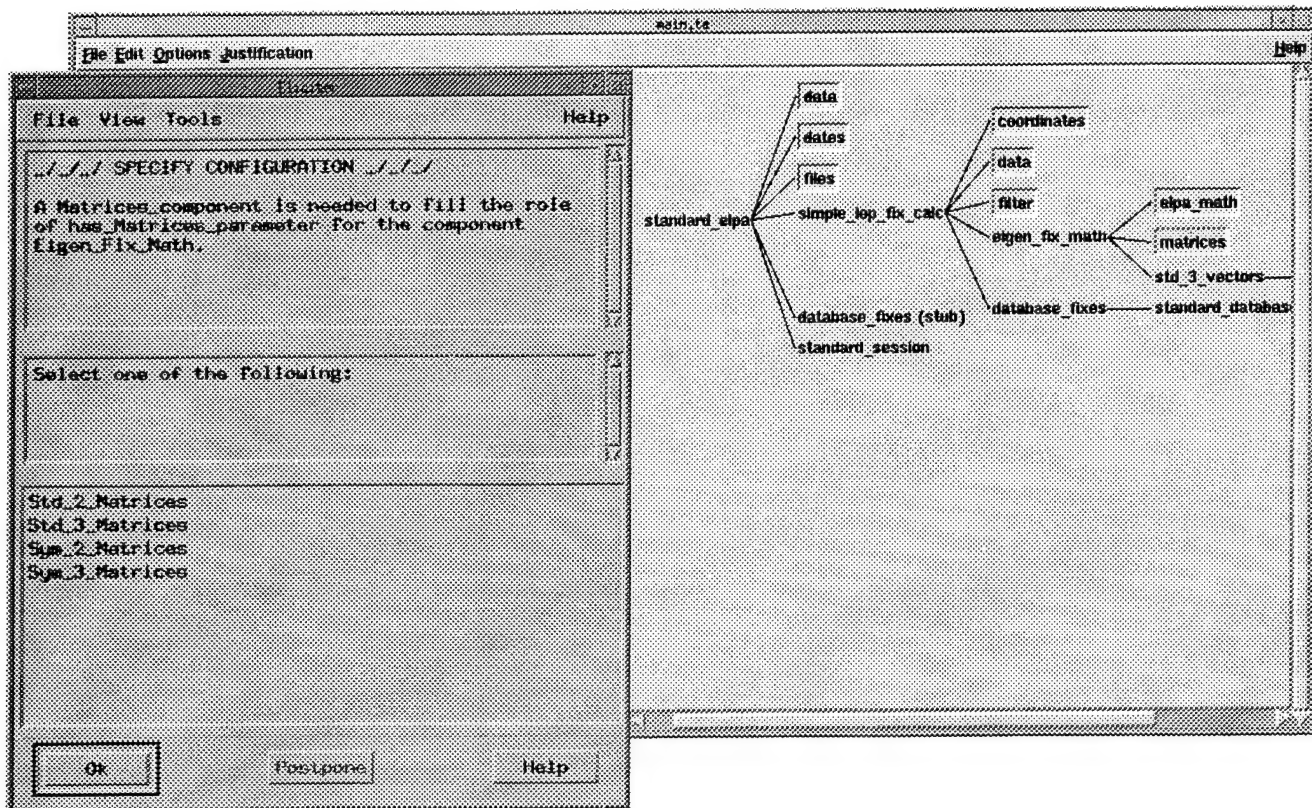 main.te
File Edit Options Justification
Help
File View Tools
Help
_/_/_/ SPECIFY CONFIGURATION _/_/_/
A Matrices_component is needed to fill the role
of has_Matrices_parameter for the component
Eigen_Fix_Math.
Select one of the following:
Std_2_Matrices
Std_3_Matrices
Sym_2_Matrices
Sym_3_Matrices
Ok
Postpone
Help
standard_elpa
data
dates
files
simple_lop_fix_calc
database_fixes (stub)
standard_session
coordinates
data
filter
eigen_fix_math
database_fixes
elpa_math
matrices
std_3_vectors
standard_databas